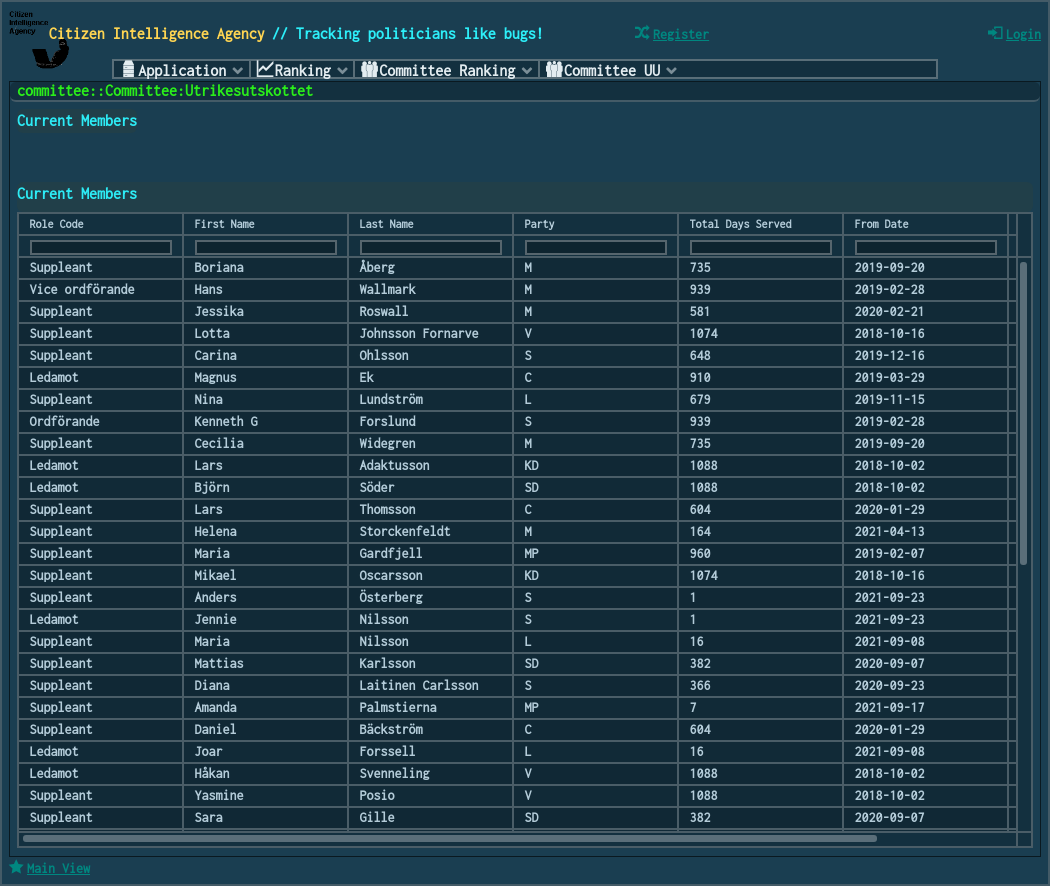 Citizen
Intelligence
Agency
Citizen Intelligence Agency // Tracking politicians like bugs! Register Login
Application Ranking Committee Ranking Committee UU
committee::Committee:Utrikesutskottet
Current Members
Current Members
Role Code First Name Last Name Party Total Days Served From Date
Suppleant Boriana Åberg M 735 2019-09-20
Vice ordförande Hans Wallmark M 939 2019-02-28
Suppleant Jessika Roswall M 581 2020-02-21
Suppleant Lotta Johnsson Fornarve V 1074 2018-10-16
Suppleant Carina Ohlsson S 648 2019-12-16
Ledamot Magnus Ek C 910 2019-03-29
Suppleant Nina Lundström L 679 2019-11-15
Ordförande Kenneth G Forslund S 939 2019-02-28
Suppleant Cecilia Widegren M 735 2019-09-20
Ledamot Lars Adaktusson KD 1088 2018-10-02
Ledamot Björn Söder SD 1088 2018-10-02
Suppleant Lars Thomsson C 604 2020-01-29
Suppleant Helena Storckenfeldt M 164 2021-04-13
Suppleant Maria Gardfjell MP 960 2019-02-07
Suppleant Mikael Oscarsson KD 1074 2018-10-16
Suppleant Anders Österberg S 1 2021-09-23
Ledamot Jennie Nilsson S 1 2021-09-23
Suppleant Maria Nilsson L 16 2021-09-08
Suppleant Mattias Karlsson SD 382 2020-09-07
Suppleant Diana Laitinen Carlsson S 366 2020-09-23
Suppleant Amanda Palmstierna MP 7 2021-09-17
Suppleant Daniel Bäckström C 604 2020-01-29
Ledamot Joar Forssell L 16 2021-09-08
Ledamot Håkan Svenneling V 1088 2018-10-02
Suppleant Yasmine Posio V 1088 2018-10-02
Suppleant Sara Gille SD 382 2020-09-07
Main View